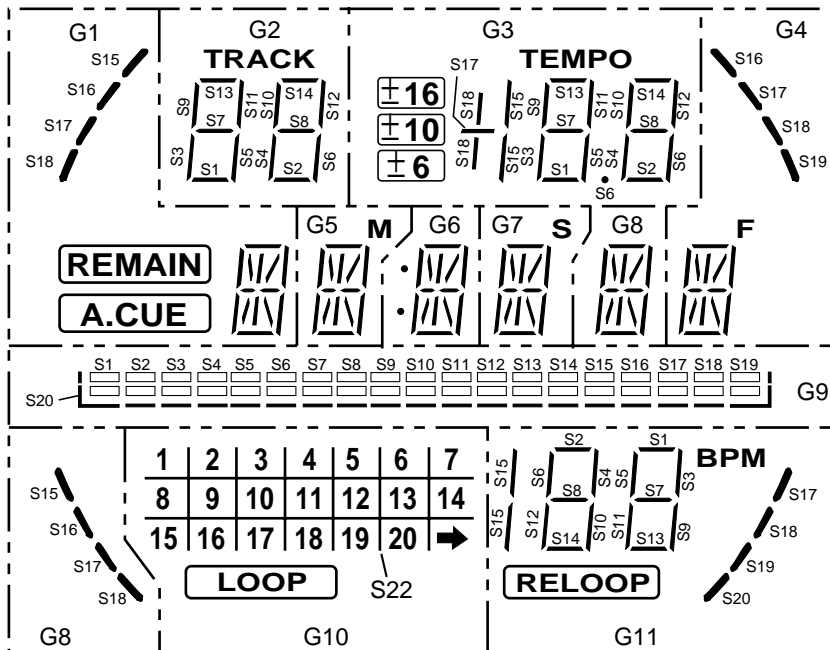 G1 G2 G3 G4
TRACK TEMPO
S15 S16 S17 S18
S9 S13 S11 S10 S14 S12
S7 S8
S3 S1 S5 S4 S2 S6
±16
±10
±6
S17 S18 S18
S15 S9 S13 S11 S10 S14 S12
S7 S8
S15 S3 S1 S5 S4 S2 S6
S6
S16 S17 S18 S19
G5 M G6 G7 S G8 F
REMAIN
A.CUE
S1 S2 S3 S4 S5 S6 S7 S8 S9 S10 S11 S12 S13 S14 S15 S16 S17 S18 S19
S20 G9
S15 S16 S17 S18
1 2 3 4 5 6 7
8 9 10 11 12 13 14
15 16 17 18 19 20
LOOP S22
S2 S1 BPM
S15 S6 S8 S4 S5 S7 S3
S15 S12 S14 S10 S11 S13 S9
RELOOP
S17 S18 S19 S20
G8 G10 G11